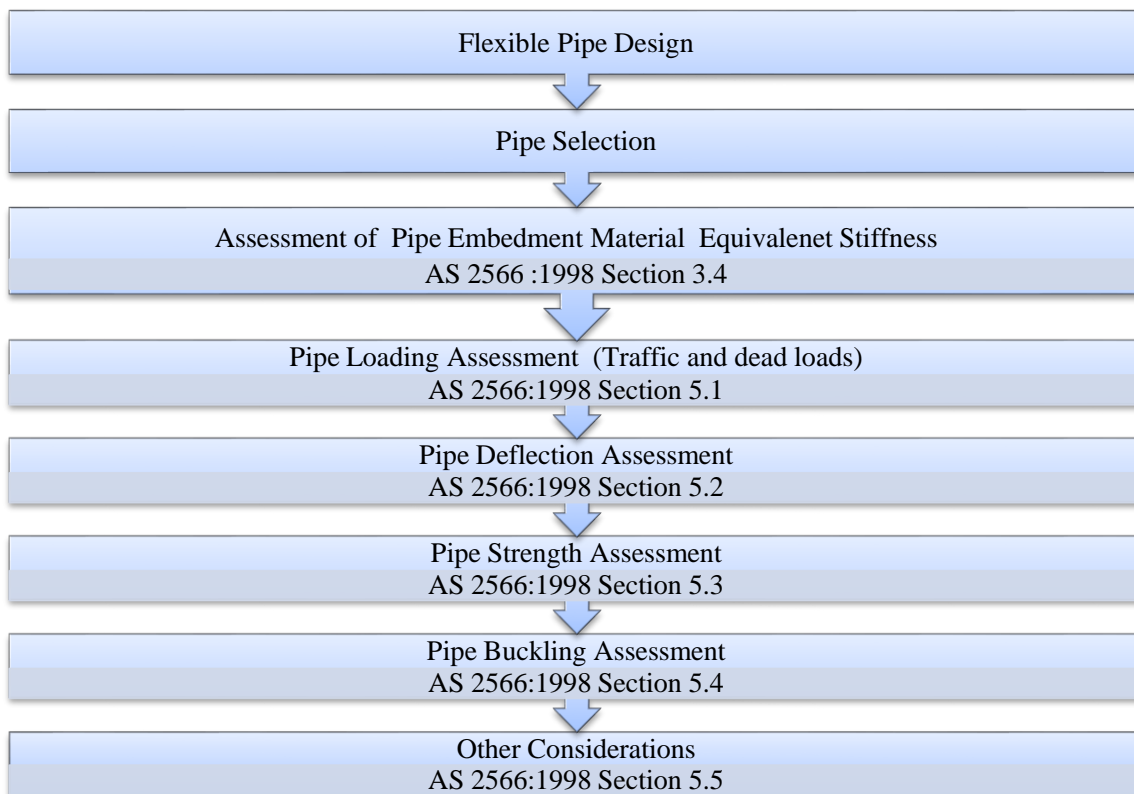 Flexible Pipe Design
Pipe Selection
Assessment of Pipe Embedment Material Equivalenet Stiffness
AS 2566 :1998 Section 3.4
Pipe Loading Assessment (Traffic and dead loads)
AS 2566:1998 Section 5.1
Pipe Deflection Assessment
AS 2566:1998 Section 5.2
Pipe Strength Assessment
AS 2566:1998 Section 5.3
Pipe Buckling Assessment
AS 2566:1998 Section 5.4
Other Considerations
AS 2566:1998 Section 5.5